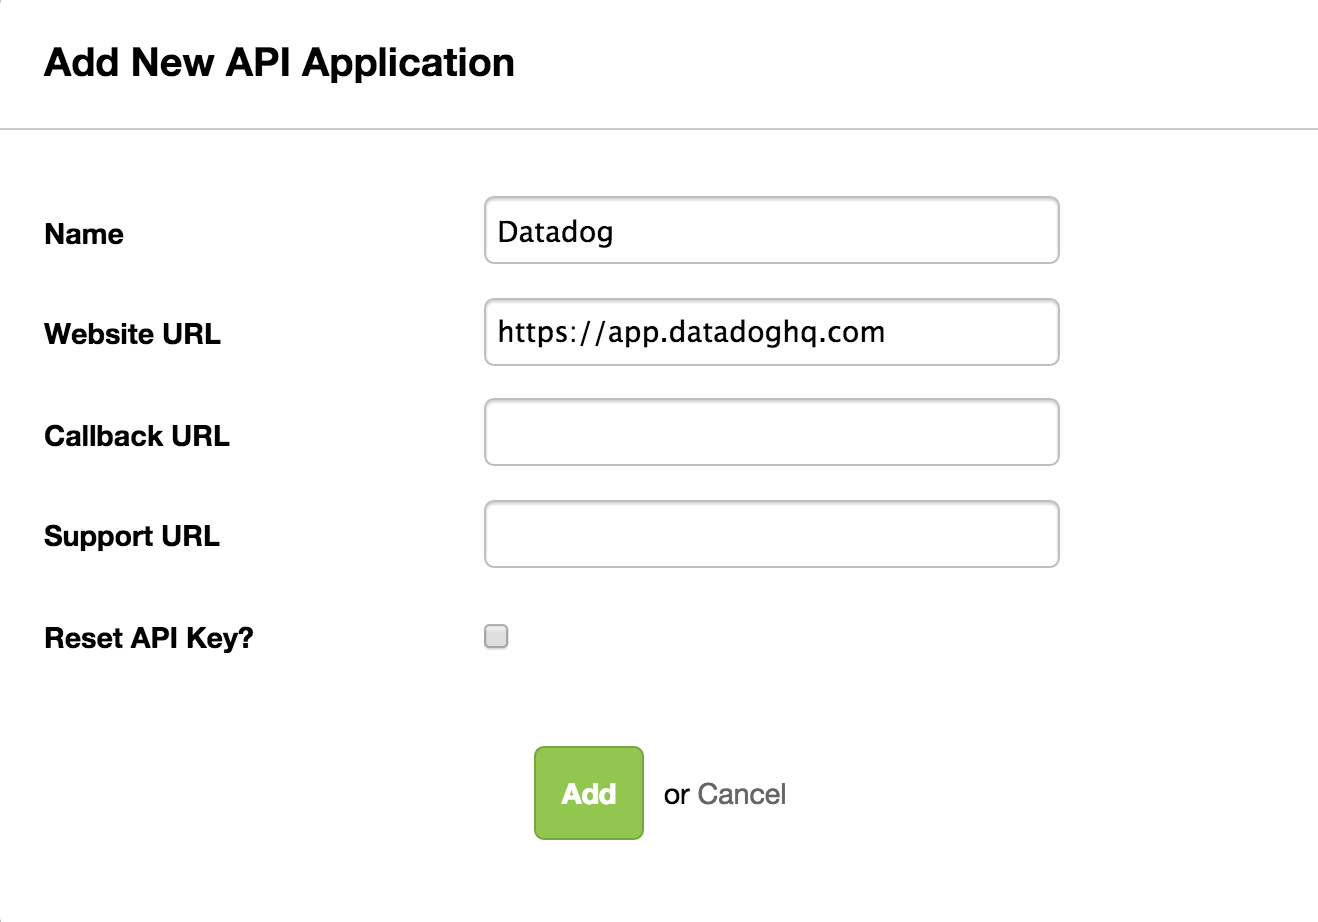 Add New API Application
Name
Datadog
Website URL
https://app.datadoghq.com
Callback URL
Support URL
Reset API Key?
Add or Cancel